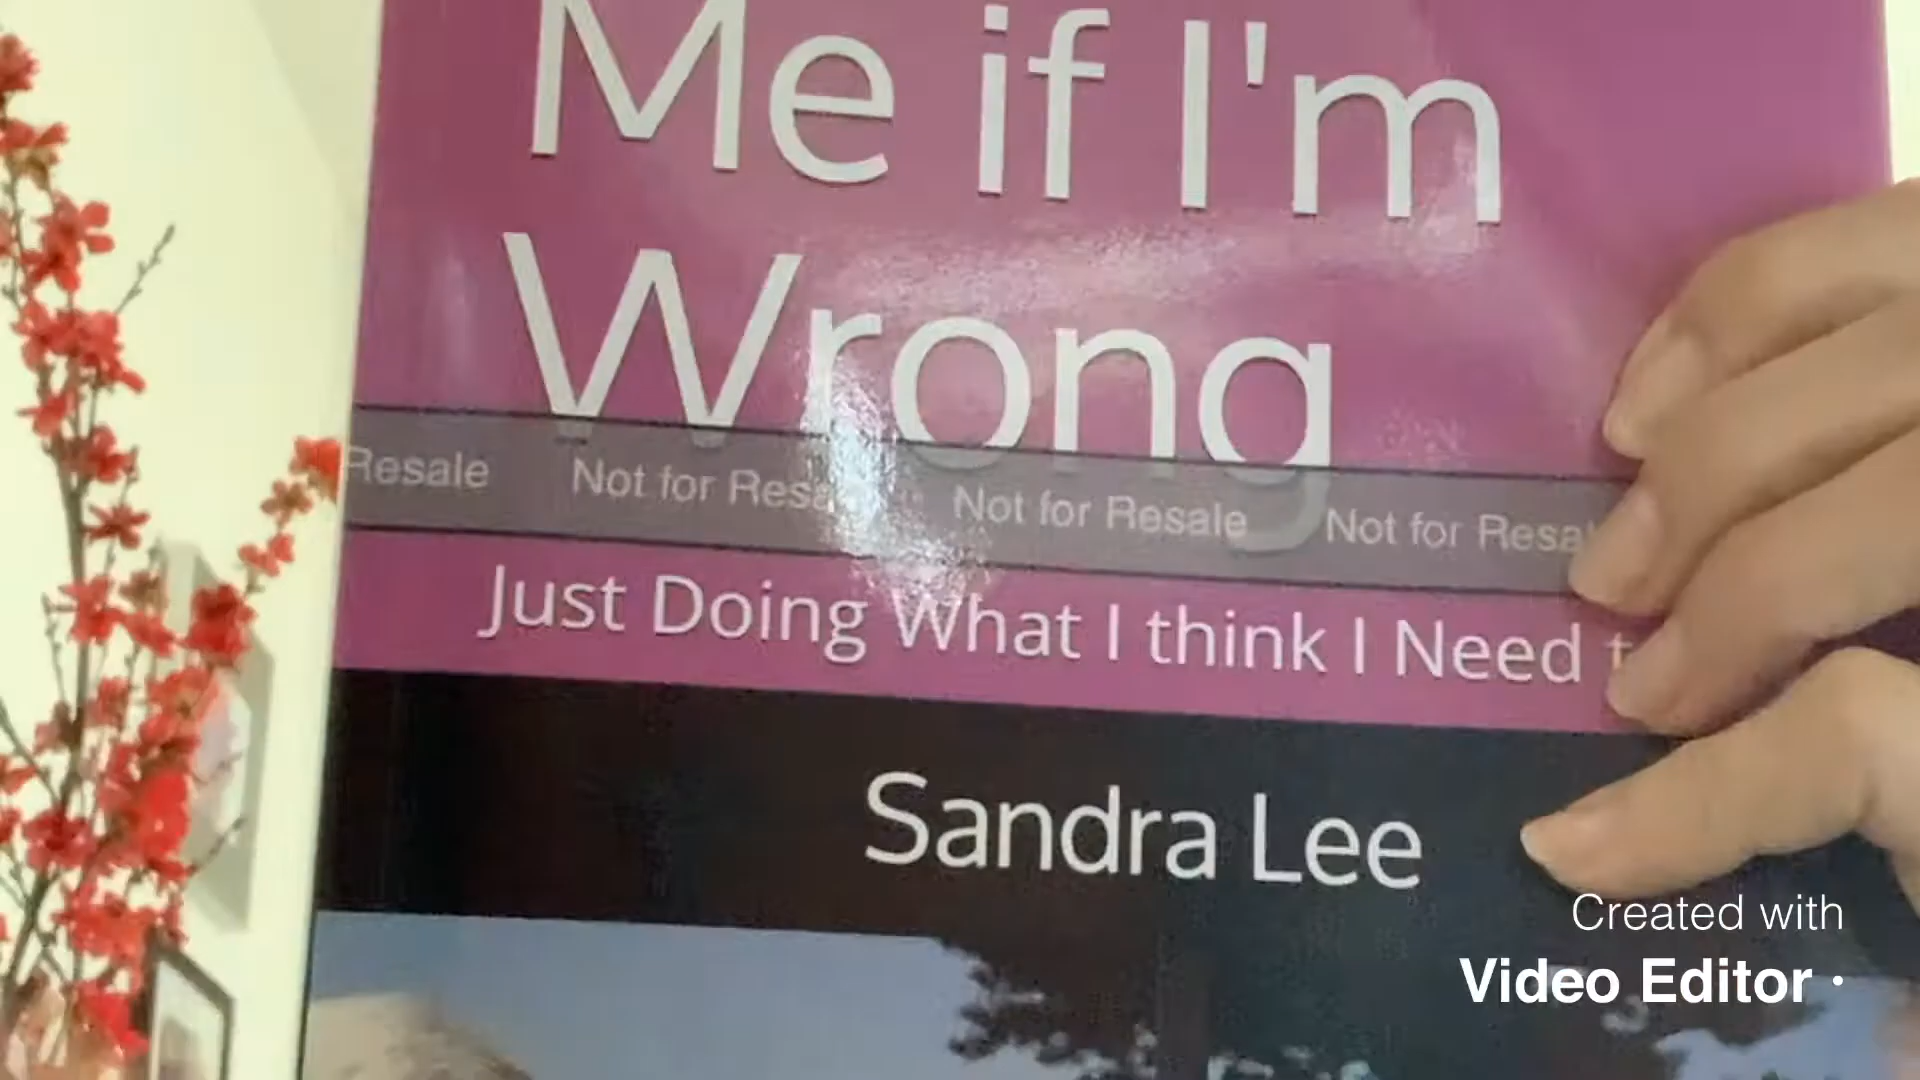 Me if I'm
Wrong
Resale Not for Resa Not for Resale Not for Resal
Just Doing What I think I Need t
Sandra Lee
Created with
Video Editor ·